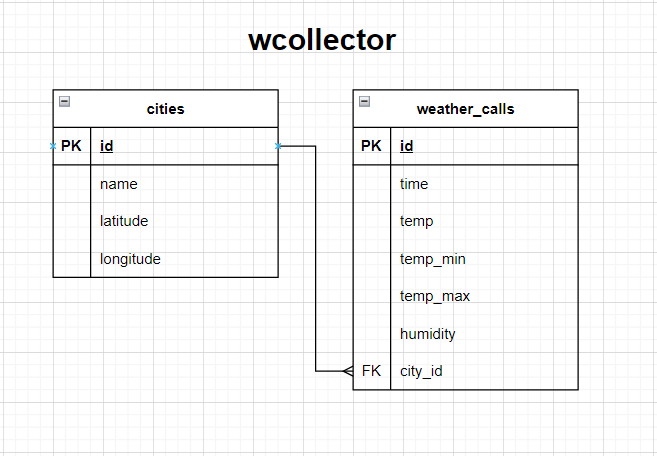 wcollector
cities
PK id
name
latitude
longitude
weather_calls
PK id
time
temp
temp_min
temp_max
humidity
FK city_id